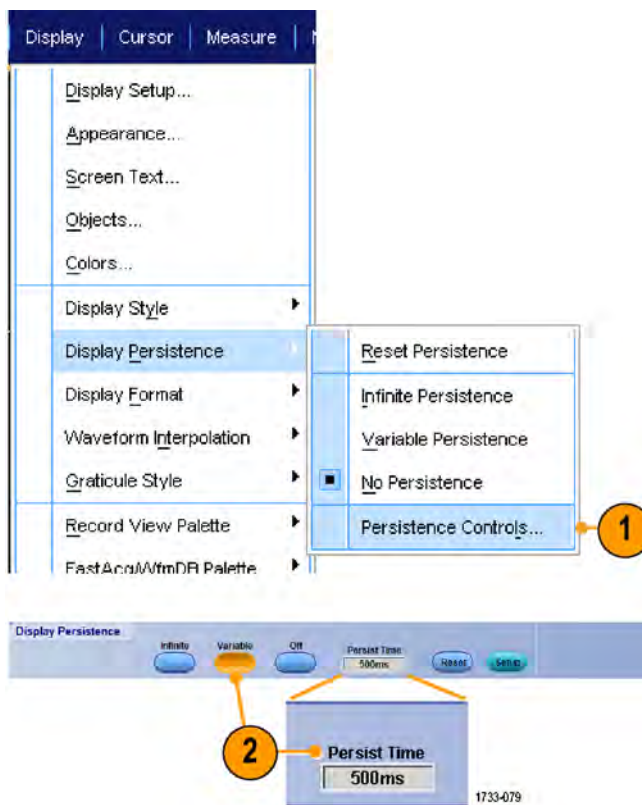 Display Cursor Measure
Display Setup...
Appearance...
Screen Text...
Objects...
Colors...
Display Style
Display Persistence
Reset Persistence
Display Format
Infinite Persistence
Waveform Interpolation
Variable Persistence
Graticule Style
No Persistence
Record View Palette
Persistence Controls...
1
FastAcq/WfmDB Palette
Display Persistence
Infinite Variable Off Persist Time
500ms Reset Setup
2
Persist Time
500ms
1733-079